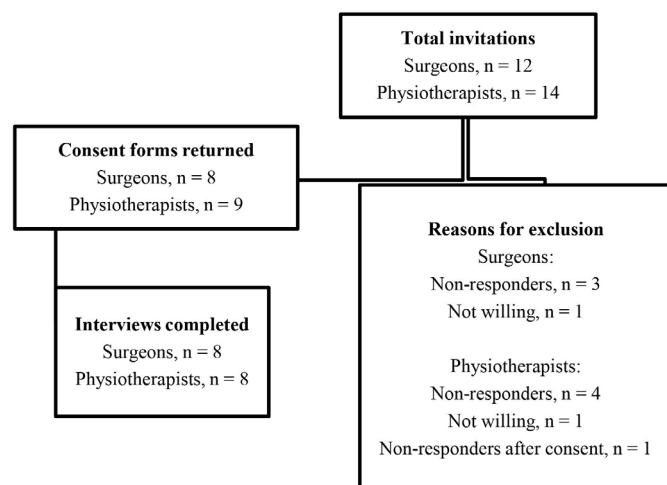 Total invitations
Surgeons, n = 12
Physiotherapists, n = 14
Consent forms returned
Surgeons, n = 8
Physiotherapists, n = 9
Reasons for exclusion
Surgeons:
Non-responders, n = 3
Not willing, n = 1
Physiotherapists:
Non-responders, n = 4
Not willing, n = 1
Non-responders after consent, n = 1
Interviews completed
Surgeons, n = 8
Physiotherapists, n = 8